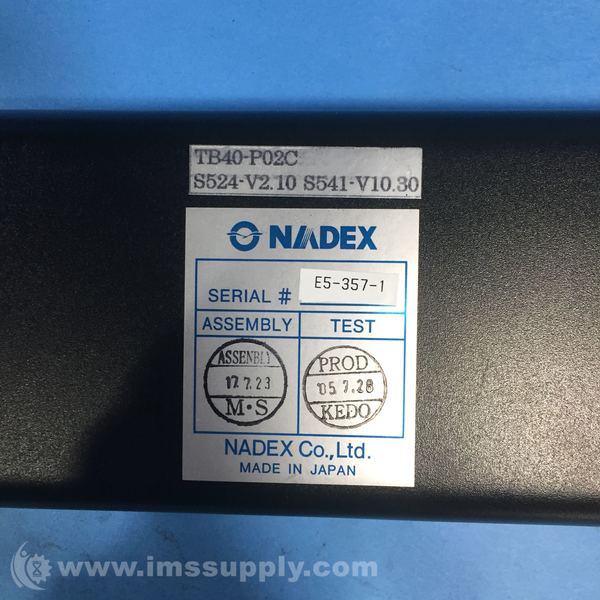 TB40-P02C
S524-V2.10 S541-V10.30
NADEX
SERIAL # E5-357-1
ASSEMBLY TEST
ASSENBLY
17.7.23
M·S
PROD
'05.7.28
KEDO
NADEX Co.,Ltd.
MADE IN JAPAN
© www.imssupply.com